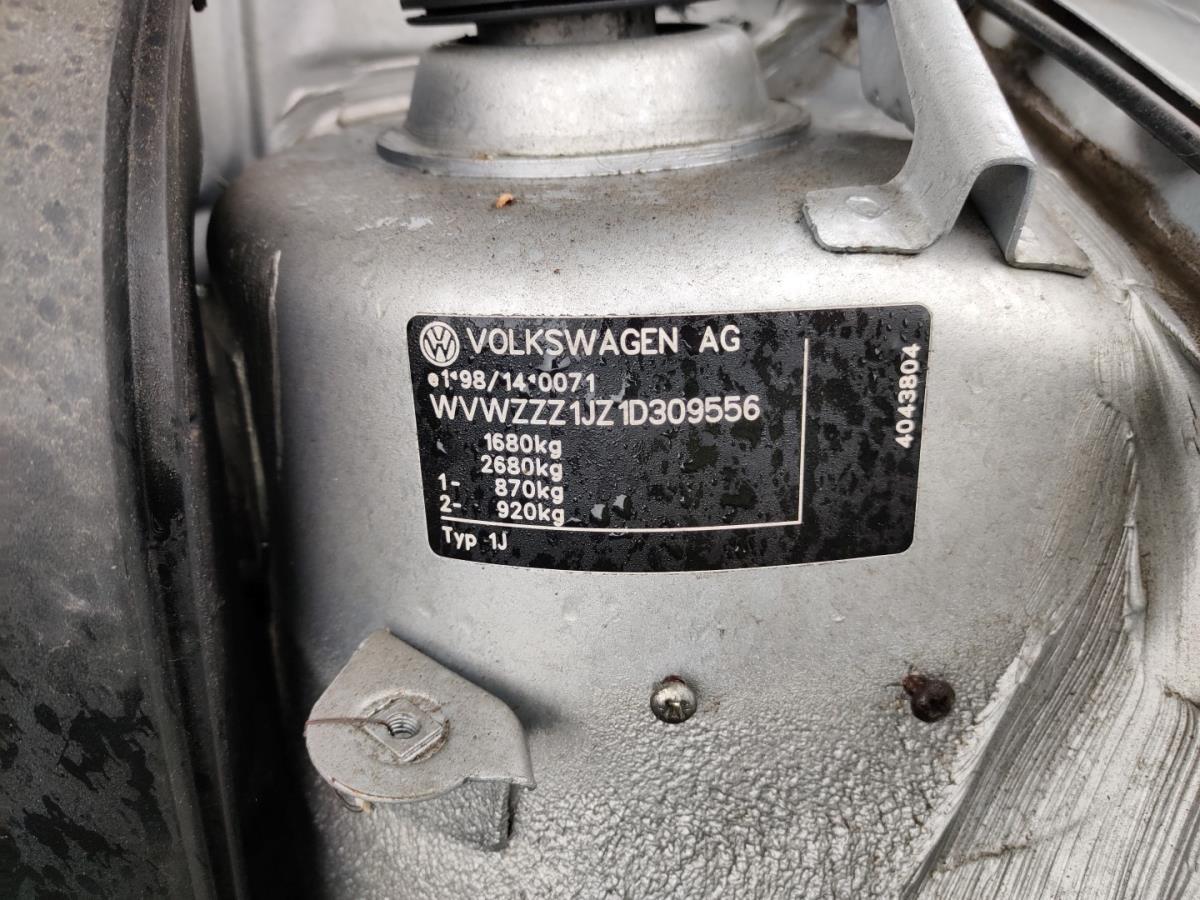 VOLKSWAGEN AG
e1*98/14*0071
WVWZZZ1JZ1D309556
1680kg
2680kg
1- 870kg
2- 920kg
Typ 1J
4043804